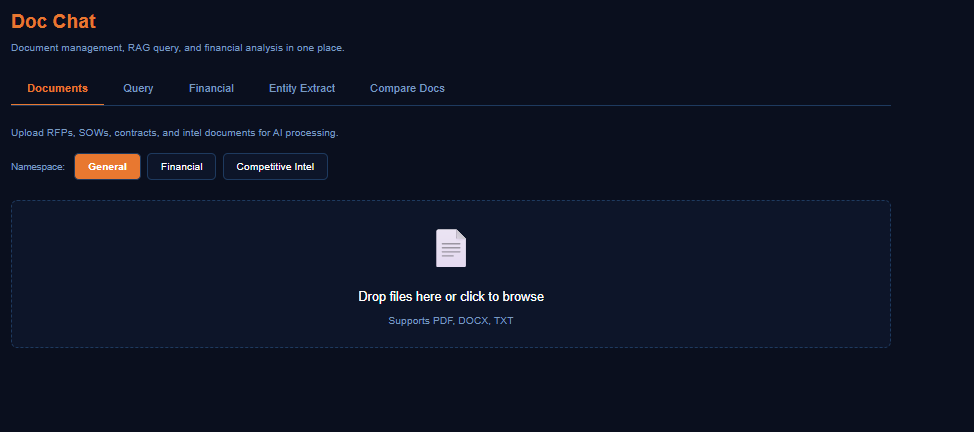 Doc Chat
Document management, RAG query, and financial analysis in one place.
Documents Query Financial Entity Extract Compare Docs
Upload RFPs, SOWs, contracts, and intel documents for AI processing.
Namespace: General Financial Competitive Intel
Drop files here or click to browse
Supports PDF, DOCX, TXT